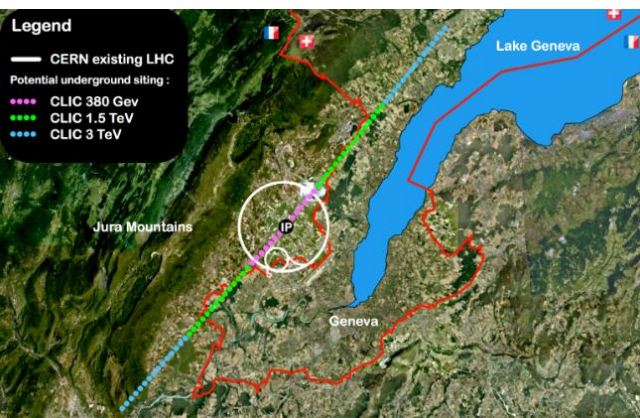 Legend
CERN existing LHC
Potential underground siting :
CLIC 380 Gev
CLIC 1.5 TeV
CLIC 3 TeV
Lake Geneva
Jura Mountains
IP
Geneva